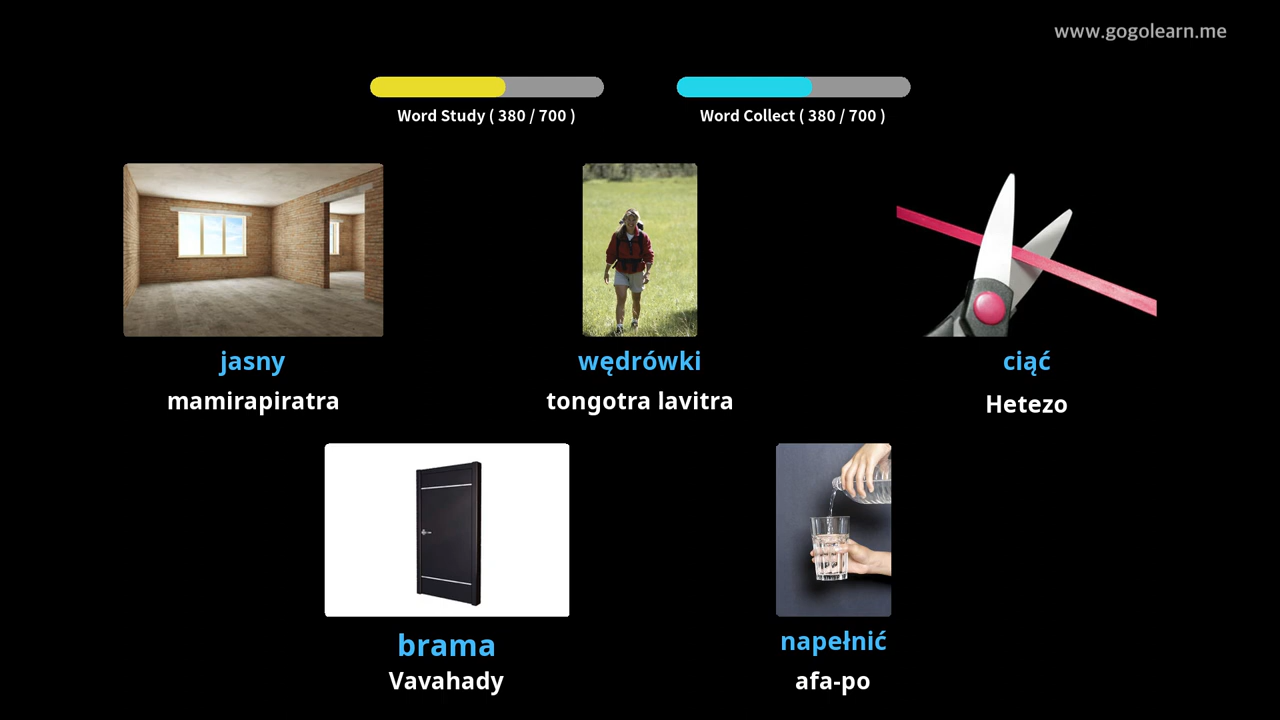 www.gogolearn.me
Word Study ( 380 / 700 )
Word Collect ( 380 / 700 )
jasny
mamirapiratra
wędrówki
tongotra lavitra
ciąć
Hetezo
brama
Vavahady
napełnić
afa-po